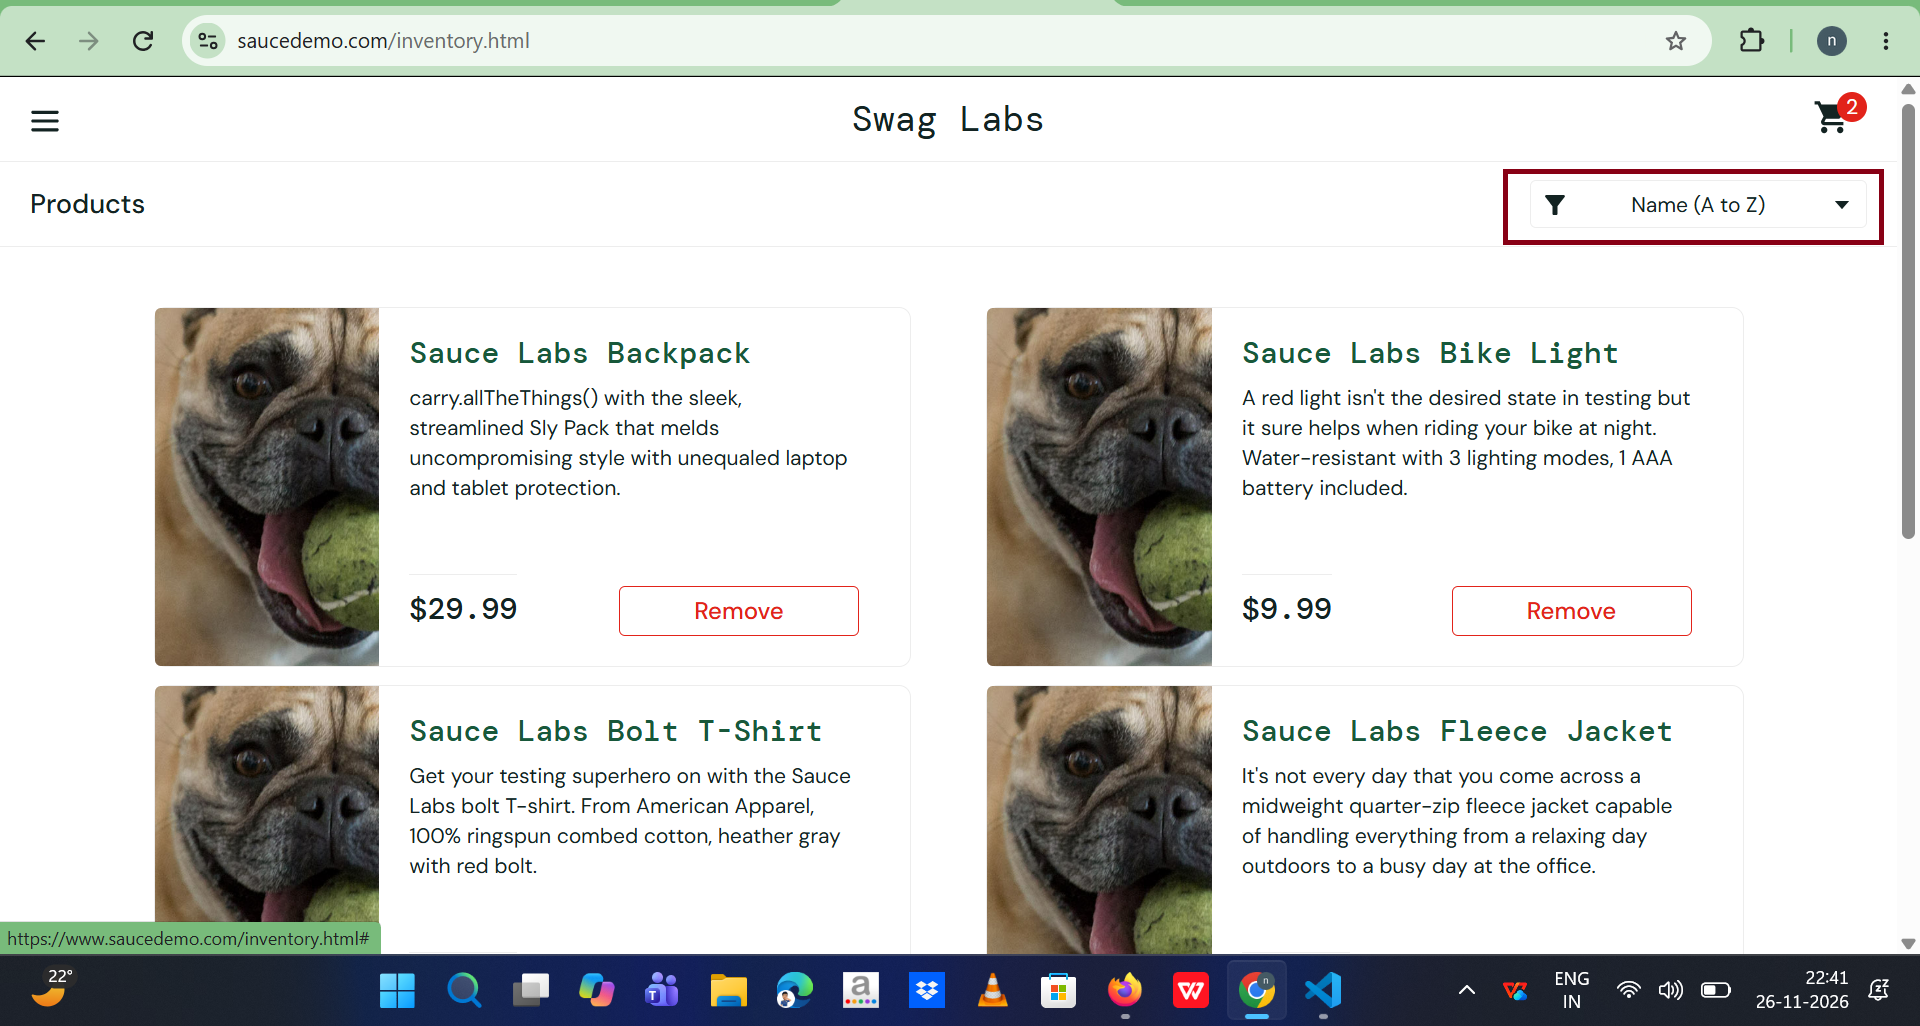 saucedemo.com/inventory.html
n
Swag Labs
2
Products
Name (A to Z)
Sauce Labs Backpack
carry.allTheThings() with the sleek,
streamlined Sly Pack that melds
uncompromising style with unequaled laptop
and tablet protection.
$29.99
Remove
Sauce Labs Bike Light
A red light isn't the desired state in testing but
it sure helps when riding your bike at night.
Water-resistant with 3 lighting modes, 1 AAA
battery included.
$9.99
Remove
Sauce Labs Bolt T-Shirt
Get your testing superhero on with the Sauce
Labs bolt T-shirt. From American Apparel,
100% ringspun combed cotton, heather gray
with red bolt.
Sauce Labs Fleece Jacket
It's not every day that you come across a
midweight quarter-zip fleece jacket capable
of handling everything from a relaxing day
outdoors to a busy day at the office.
https://www.saucedemo.com/inventory.html#
22°
T
a
W
n
ENG
IN
22:41
26-11-2026